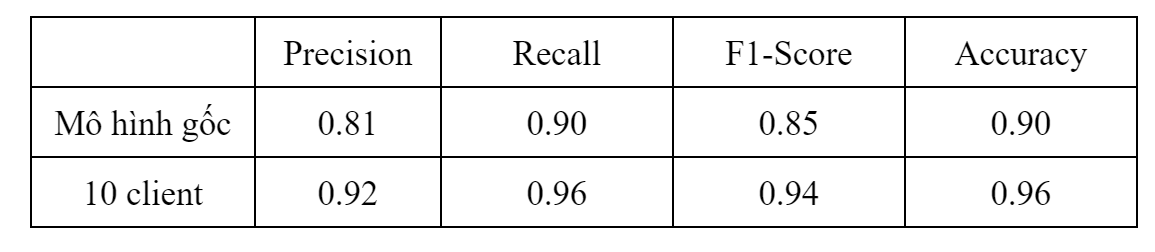 Precision Recall F1-Score Accuracy
Mô hình gốc 0.81 0.90 0.85 0.90
10 client 0.92 0.96 0.94 0.96